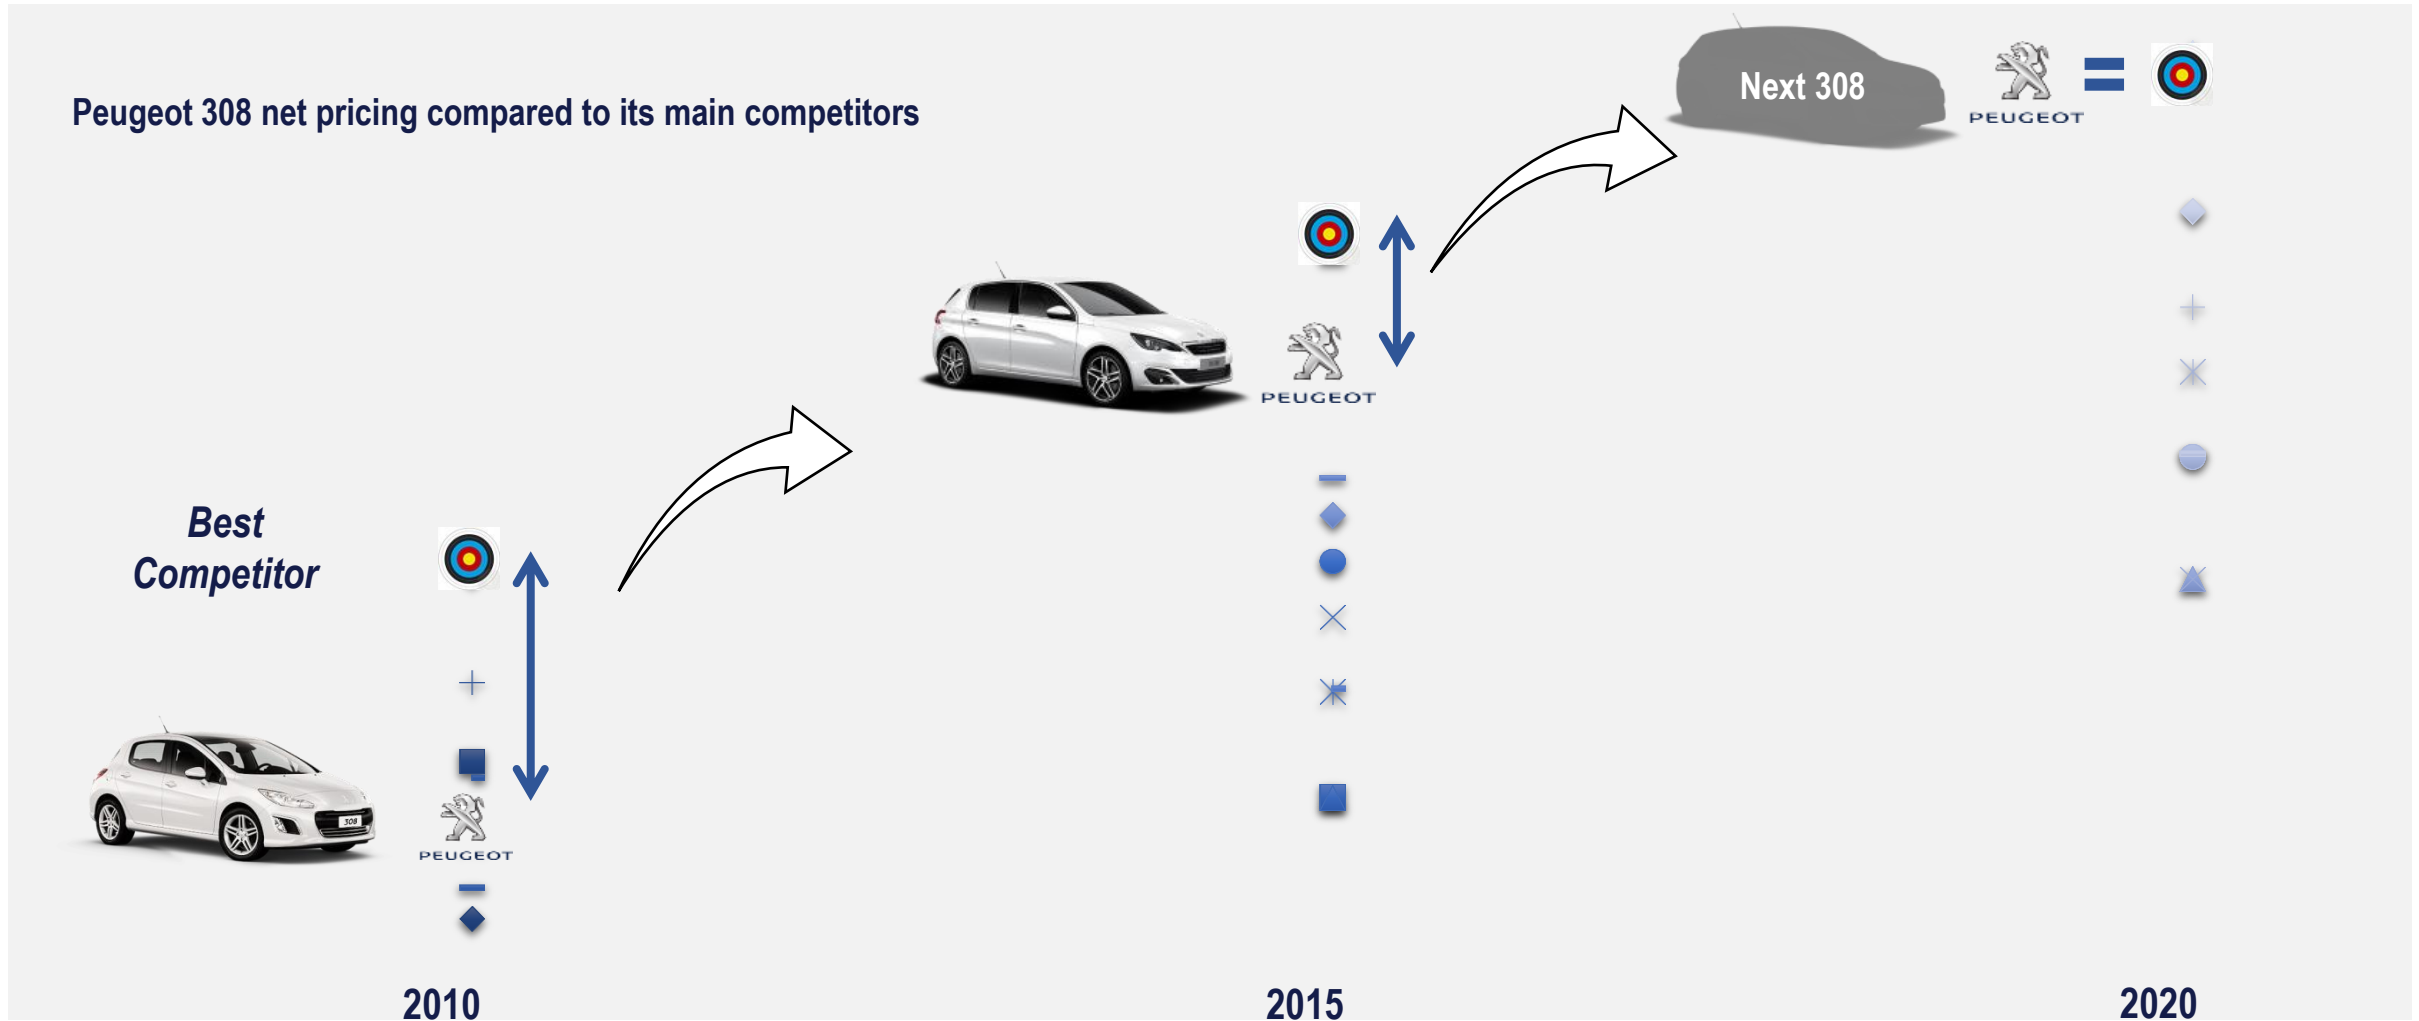 Peugeot 308 net pricing compared to its main competitors
Next 308
PEUGEOT
PEUGEOT
Best
Competitor
308
PEUGEOT
2010
2015
2020